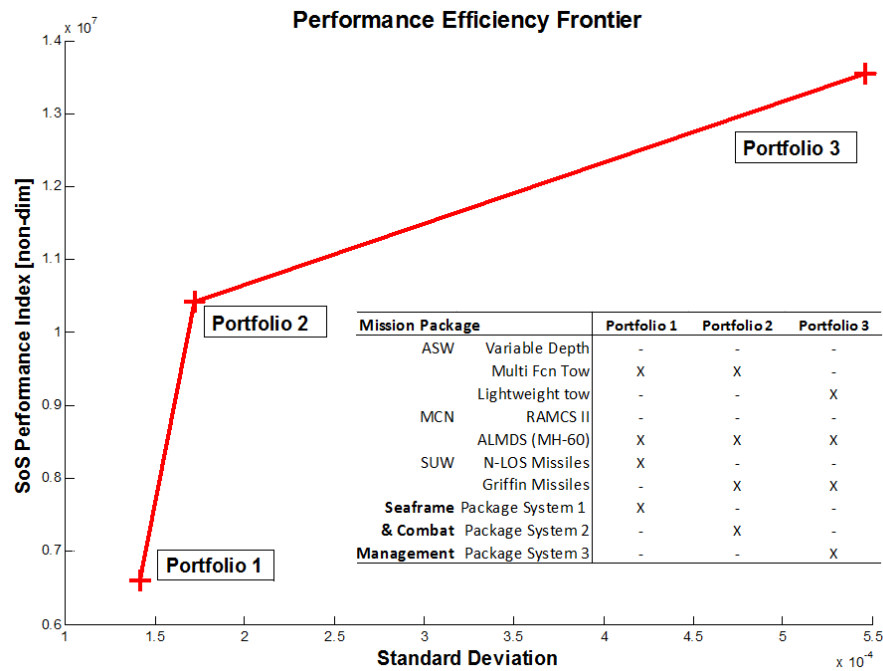 Performance Efficiency Frontier
x 10^7
1.4
1.3
1.2
1.1
1
0.9
0.8
0.7
0.6
SoS Performance Index [non-dim]
Portfolio 3
Portfolio 2
Portfolio 1
Mission Package Portfolio 1 Portfolio 2 Portfolio 3
ASW Variable Depth - - -
Multi Fcn Tow X X -
Lightweight tow - - X
MCN RAMCS II - - -
ALMDS (MH-60) X X X
SUW N-LOS Missiles X - -
Griffin Missiles - X X
Seaframe Package System 1 X - -
& Combat Package System 2 - X -
Management Package System 3 - - X
1 1.5 2 2.5 3 3.5 4 4.5 5 5.5
Standard Deviation
x 10^-4